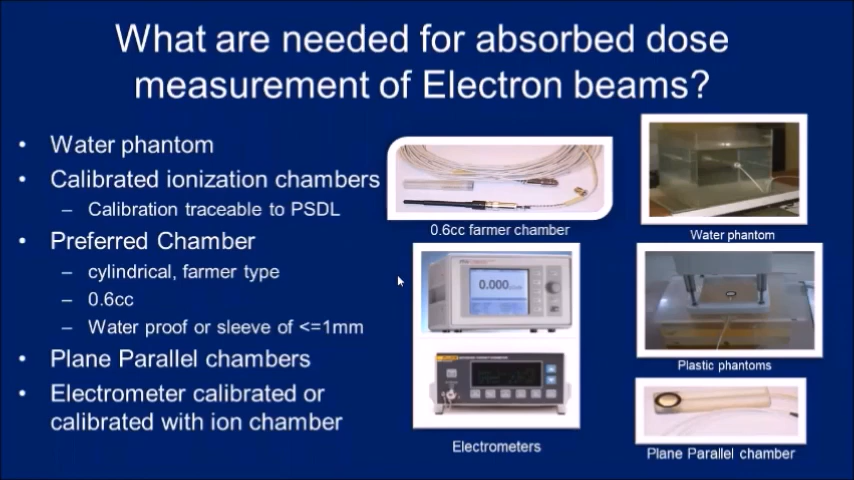 What are needed for absorbed dose
measurement of Electron beams?
• Water phantom
• Calibrated ionization chambers
– Calibration traceable to PSDL
• Preferred Chamber
– cylindrical, farmer type
– 0.6cc
– Water proof or sleeve of <=1mm
• Plane Parallel chambers
• Electrometer calibrated or
calibrated with ion chamber
0.6cc farmer chamber
0.000
Electrometers
Water phantom
Plastic phantoms
Plane Parallel chamber